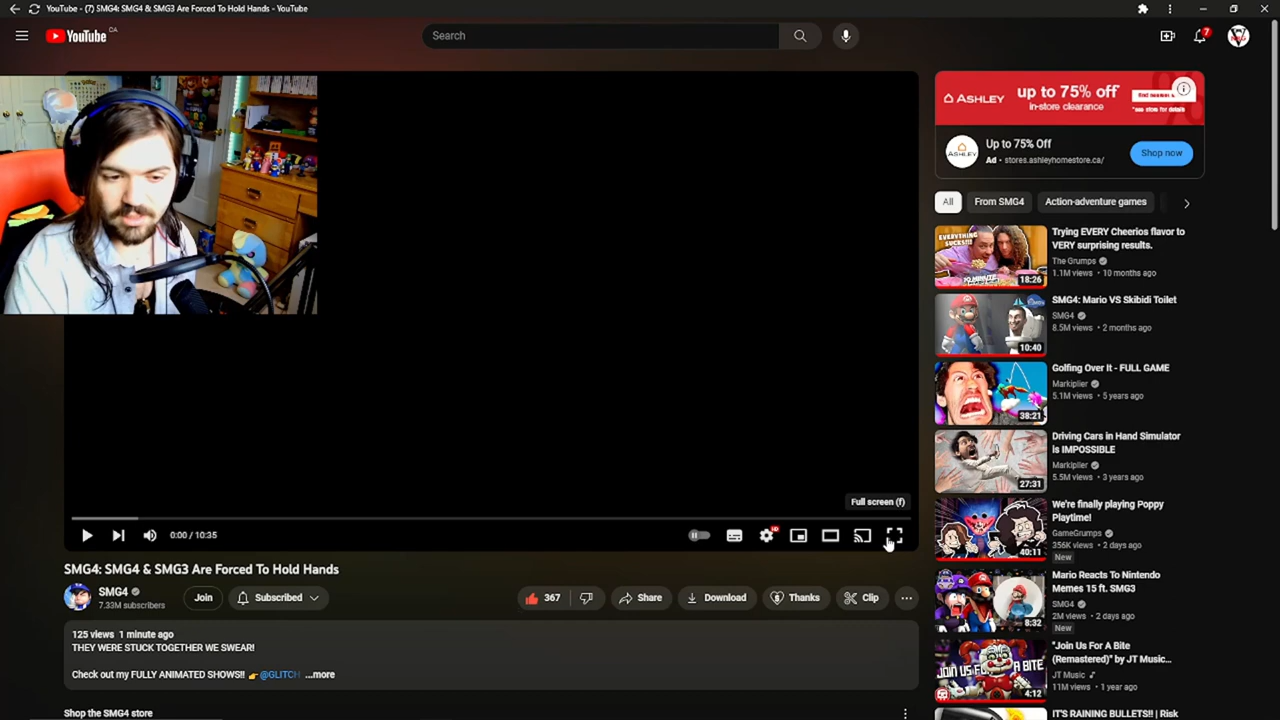 YouTube - (7) SMG4: SMG4 & SMG3 Are Forced To Hold Hands - YouTube
YouTube CA
Search
7
ASHLEY
up to 75% off
in-store clearance
ASHLEY
Up to 75% Off
Ad • stores.ashleyhomestore.ca/
Shop now
All
From SMG4
Action-adventure games
EVERYTHING
SUCKS!!!
18:26
Trying EVERY Cheerios flavor to
VERY surprising results.
The Grumps
1.1M views • 10 months ago
10:40
SMG4: Mario VS Skibidi Toilet
SMG4
8.5M views • 2 months ago
38:21
Golfing Over It - FULL GAME
Markiplier
5.1M views • 5 years ago
27:31
Driving Cars in Hand Simulator
is IMPOSSIBLE
Markiplier
5.5M views • 3 years ago
40:11
We're finally playing Poppy
Playtime!
GameGrumps
356K views • 2 days ago
New
8:32
Mario Reacts To Nintendo
Memes 15 ft. SMG3
SMG4
2M views • 2 days ago
New
JOIN US FOR A BITE
4:12
"Join Us For A Bite
(Remastered)" by JT Music...
JT Music
11M views • 1 year ago
IT'S RAINING BULLETS!! | Risk
Full screen (f)
0:00 / 10:35
HD
SMG4: SMG4 & SMG3 Are Forced To Hold Hands
SMG4
7.33M subscribers
Join
Subscribed
367
Share
Download
Thanks
Clip
125 views 1 minute ago
THEY WERE STUCK TOGETHER WE SWEAR!
Check out my FULLY ANIMATED SHOWS!! 👉 @GLITCH ...more
Shop the SMG4 store